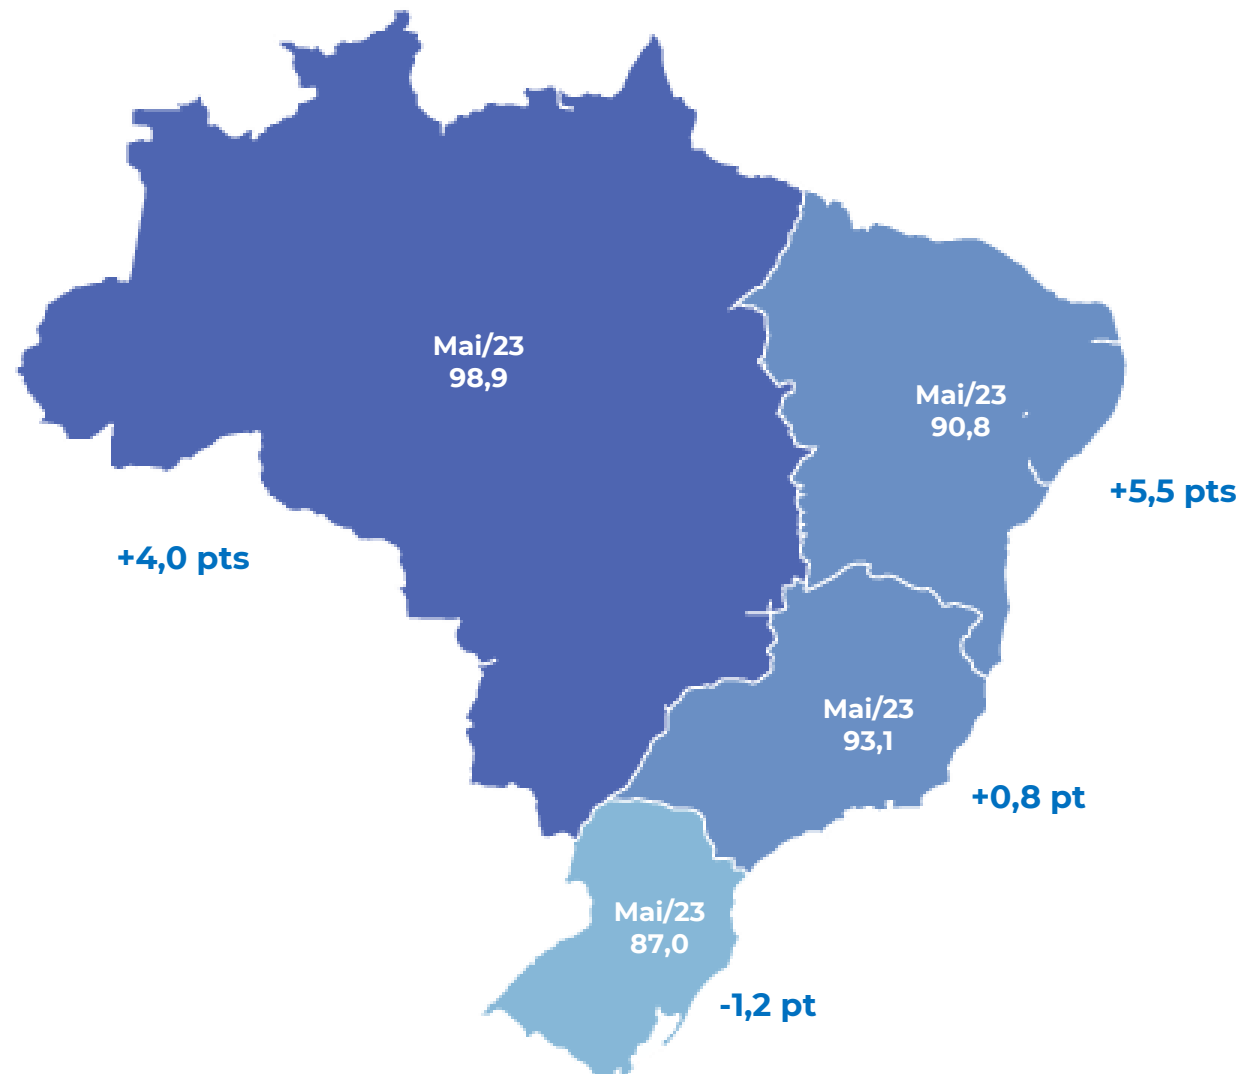 Mai/23
98,9
Mai/23
90,8
+5,5 pts
+4,0 pts
Mai/23
93,1
+0,8 pt
Mai/23
87,0
-1,2 pt